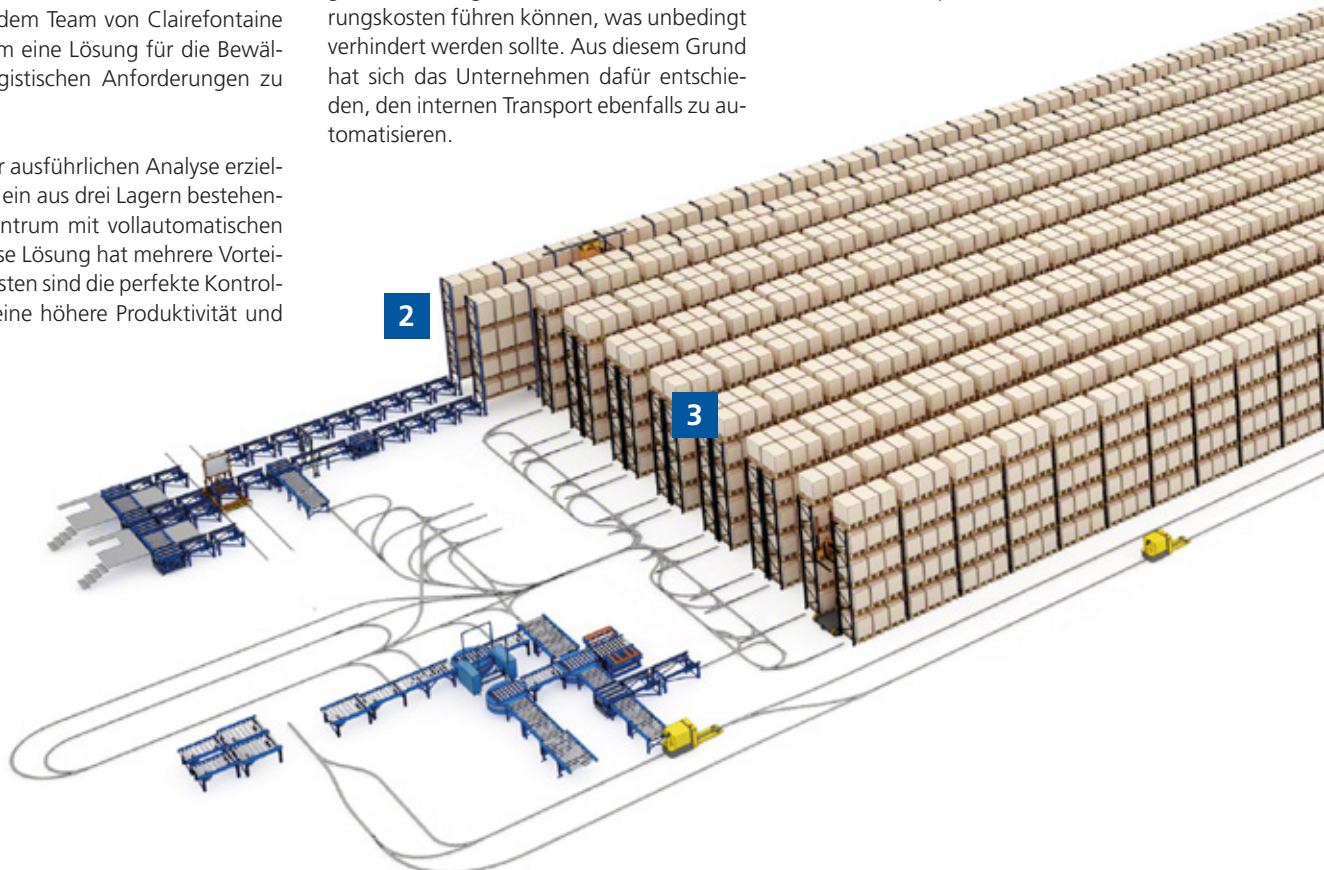 dem Team von Clairefontaine
m eine Lösung für die Bewäl-
gistischen Anforderungen zu
r ausführlichen Analyse erziel-
ein aus drei Lagern bestehen-
ntrum mit vollautomatischen
se Lösung hat mehrere Vortei-
sten sind die perfekte Kontrol-
eine höhere Produktivität und
rungskosten führen können, was unbedingt
verhindert werden sollte. Aus diesem Grund
hat sich das Unternehmen dafür entschie-
den, den internen Transport ebenfalls zu au-
tomatisieren.
2
3